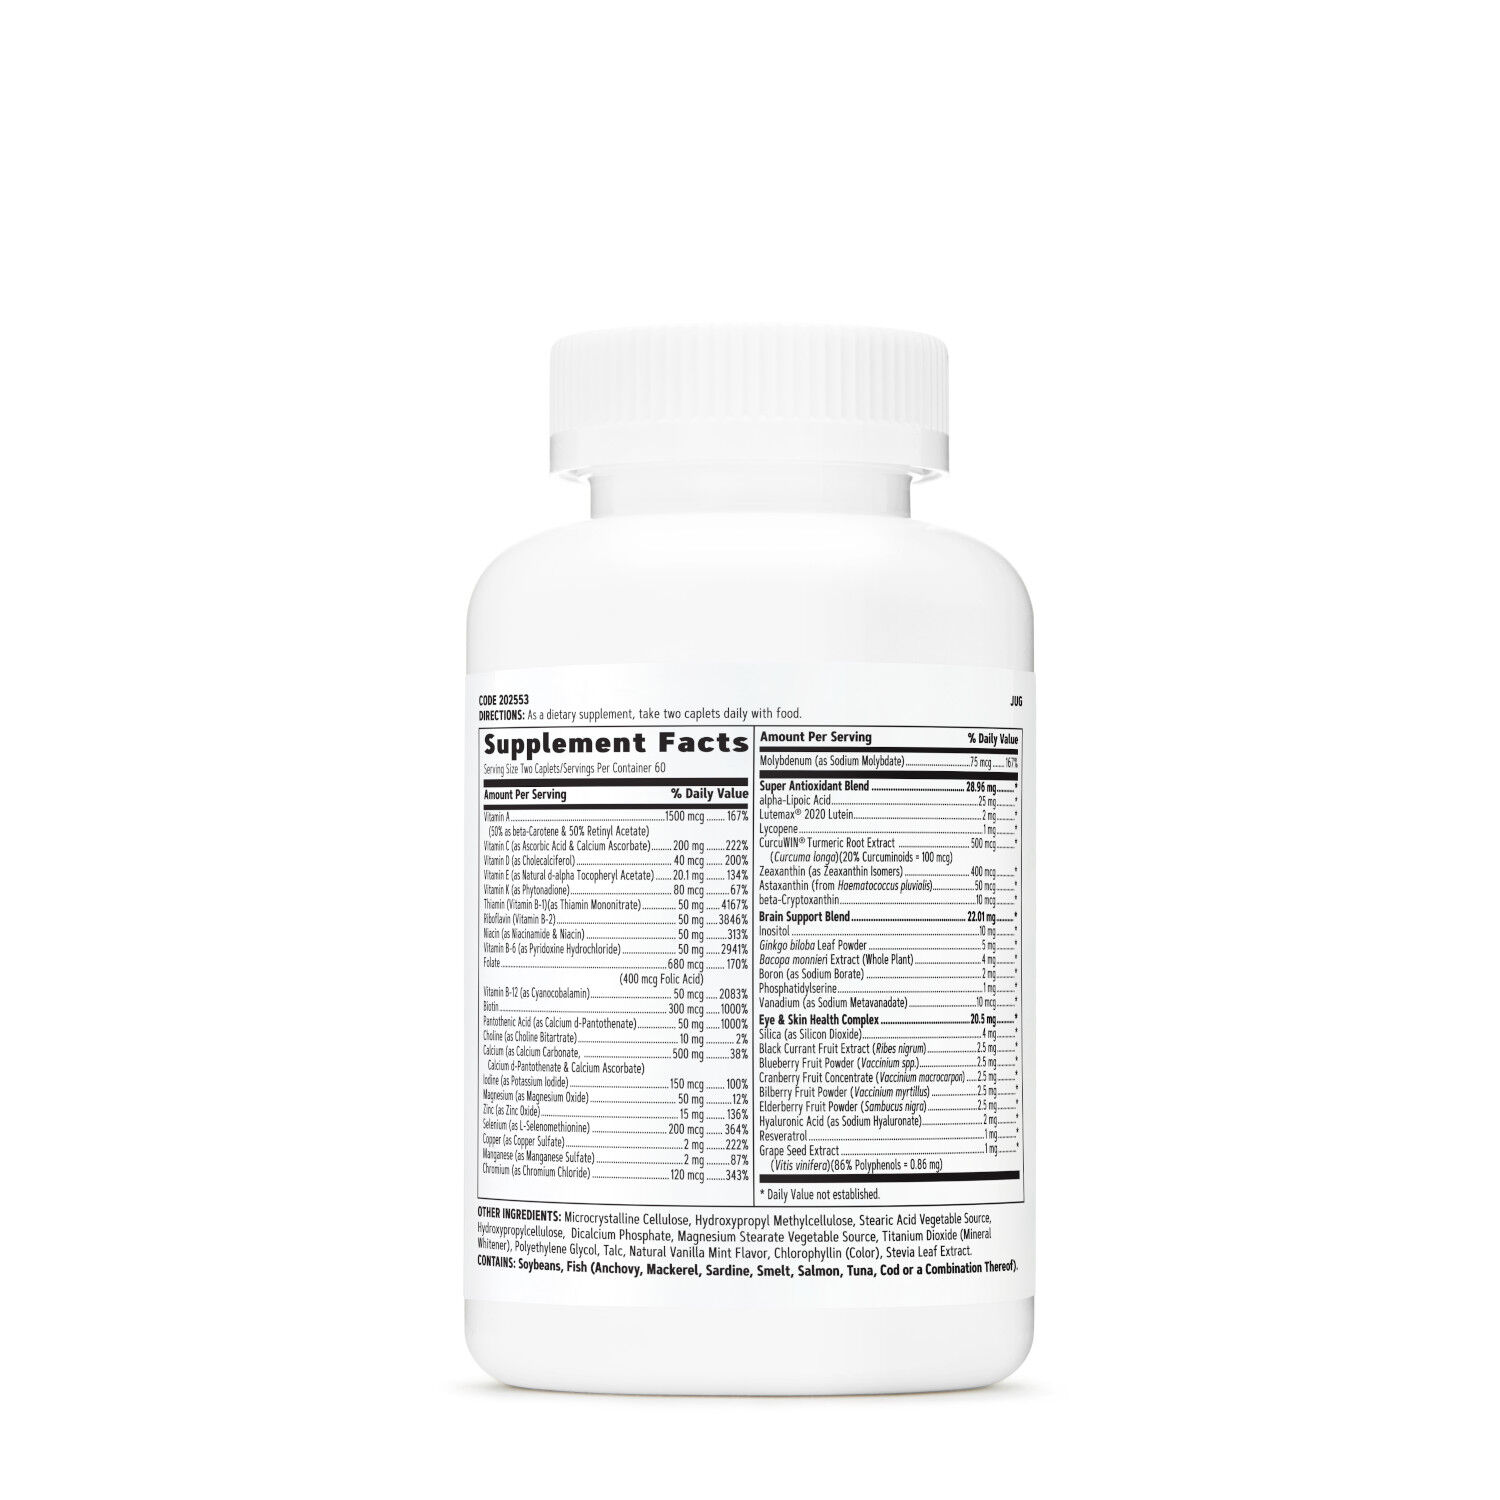 CODE 202553
JUG
DIRECTIONS: As a dietary supplement, take two caplets daily with food.
Supplement Facts
Serving Size Two Caplets/Servings Per Container 60
Amount Per Serving % Daily Value
Vitamin A 1500 mcg 167%
(50% as beta-Carotene & 50% Retinyl Acetate)
Vitamin C (as Ascorbic Acid & Calcium Ascorbate) 200 mg 222%
Vitamin D (as Cholecalciferol) 40 mcg 200%
Vitamin E (as Natural d-alpha Tocopheryl Acetate) 20.1 mg 134%
Vitamin K (as Phytonadione) 80 mcg 67%
Thiamin (Vitamin B-1)(as Thiamin Mononitrate) 50 mg 4167%
Riboflavin (Vitamin B-2) 50 mg 3846%
Niacin (as Niacinamide & Niacin) 50 mg 313%
Vitamin B-6 (as Pyridoxine Hydrochloride) 50 mg 2941%
Folate 680 mcg 170%
(400 mcg Folic Acid)
Vitamin B-12 (as Cyanocobalamin) 50 mcg 2083%
Biotin 300 mcg 1000%
Pantothenic Acid (as Calcium d-Pantothenate) 50 mg 1000%
Choline (as Choline Bitartrate) 10 mg 2%
Calcium (as Calcium Carbonate, 500 mg 38%
Calcium d-Pantothenate & Calcium Ascorbate)
Iodine (as Potassium Iodide) 150 mcg 100%
Magnesium (as Magnesium Oxide) 50 mg 12%
Zinc (as Zinc Oxide) 15 mg 136%
Selenium (as L-Selenomethionine) 200 mcg 364%
Copper (as Copper Sulfate) 2 mg 222%
Manganese (as Manganese Sulfate) 2 mg 87%
Chromium (as Chromium Chloride) 120 mcg 343%
Amount Per Serving % Daily Value
Molybdenum (as Sodium Molybdate) 75 mcg 167%
Super Antioxidant Blend 28.96 mg *
alpha-Lipoic Acid 25 mg *
Lutemax® 2020 Lutein 2 mg *
Lycopene 1 mg *
CurcuWIN® Turmeric Root Extract 500 mcg *
(Curcuma longa)(20% Curcuminoids = 100 mcg)
Zeaxanthin (as Zeaxanthin Isomers) 400 mcg *
Astaxanthin (from Haematococcus pluvialis) 50 mcg *
beta-Cryptoxanthin 10 mcg *
Brain Support Blend 22.01 mg *
Inositol 10 mg *
Ginkgo biloba Leaf Powder 5 mg *
Bacopa monnieri Extract (Whole Plant) 4 mg *
Boron (as Sodium Borate) 2 mg *
Phosphatidylserine 1 mg *
Vanadium (as Sodium Metavanadate) 10 mcg *
Eye & Skin Health Complex 20.5 mg *
Silica (as Silicon Dioxide) 4 mg *
Black Currant Fruit Extract (Ribes nigrum) 2.5 mg *
Blueberry Fruit Powder (Vaccinium spp.) 2.5 mg *
Cranberry Fruit Concentrate (Vaccinium macrocarpon) 2.5 mg *
Bilberry Fruit Powder (Vaccinium myrtillus) 2.5 mg *
Elderberry Fruit Powder (Sambucus nigra) 2.5 mg *
Hyaluronic Acid (as Sodium Hyaluronate) 2 mg *
Resveratrol 1 mg *
Grape Seed Extract 1 mg *
(Vitis vinifera)(86% Polyphenols = 0.86 mg)
* Daily Value not established.
OTHER INGREDIENTS: Microcrystalline Cellulose, Hydroxypropyl Methylcellulose, Stearic Acid Vegetable Source,
Hydroxypropylcellulose, Dicalcium Phosphate, Magnesium Stearate Vegetable Source, Titanium Dioxide (Mineral
Whitener), Polyethylene Glycol, Talc, Natural Vanilla Mint Flavor, Chlorophyllin (Color), Stevia Leaf Extract.
CONTAINS: Soybeans, Fish (Anchovy, Mackerel, Sardine, Smelt, Salmon, Tuna, Cod or a Combination Thereof).